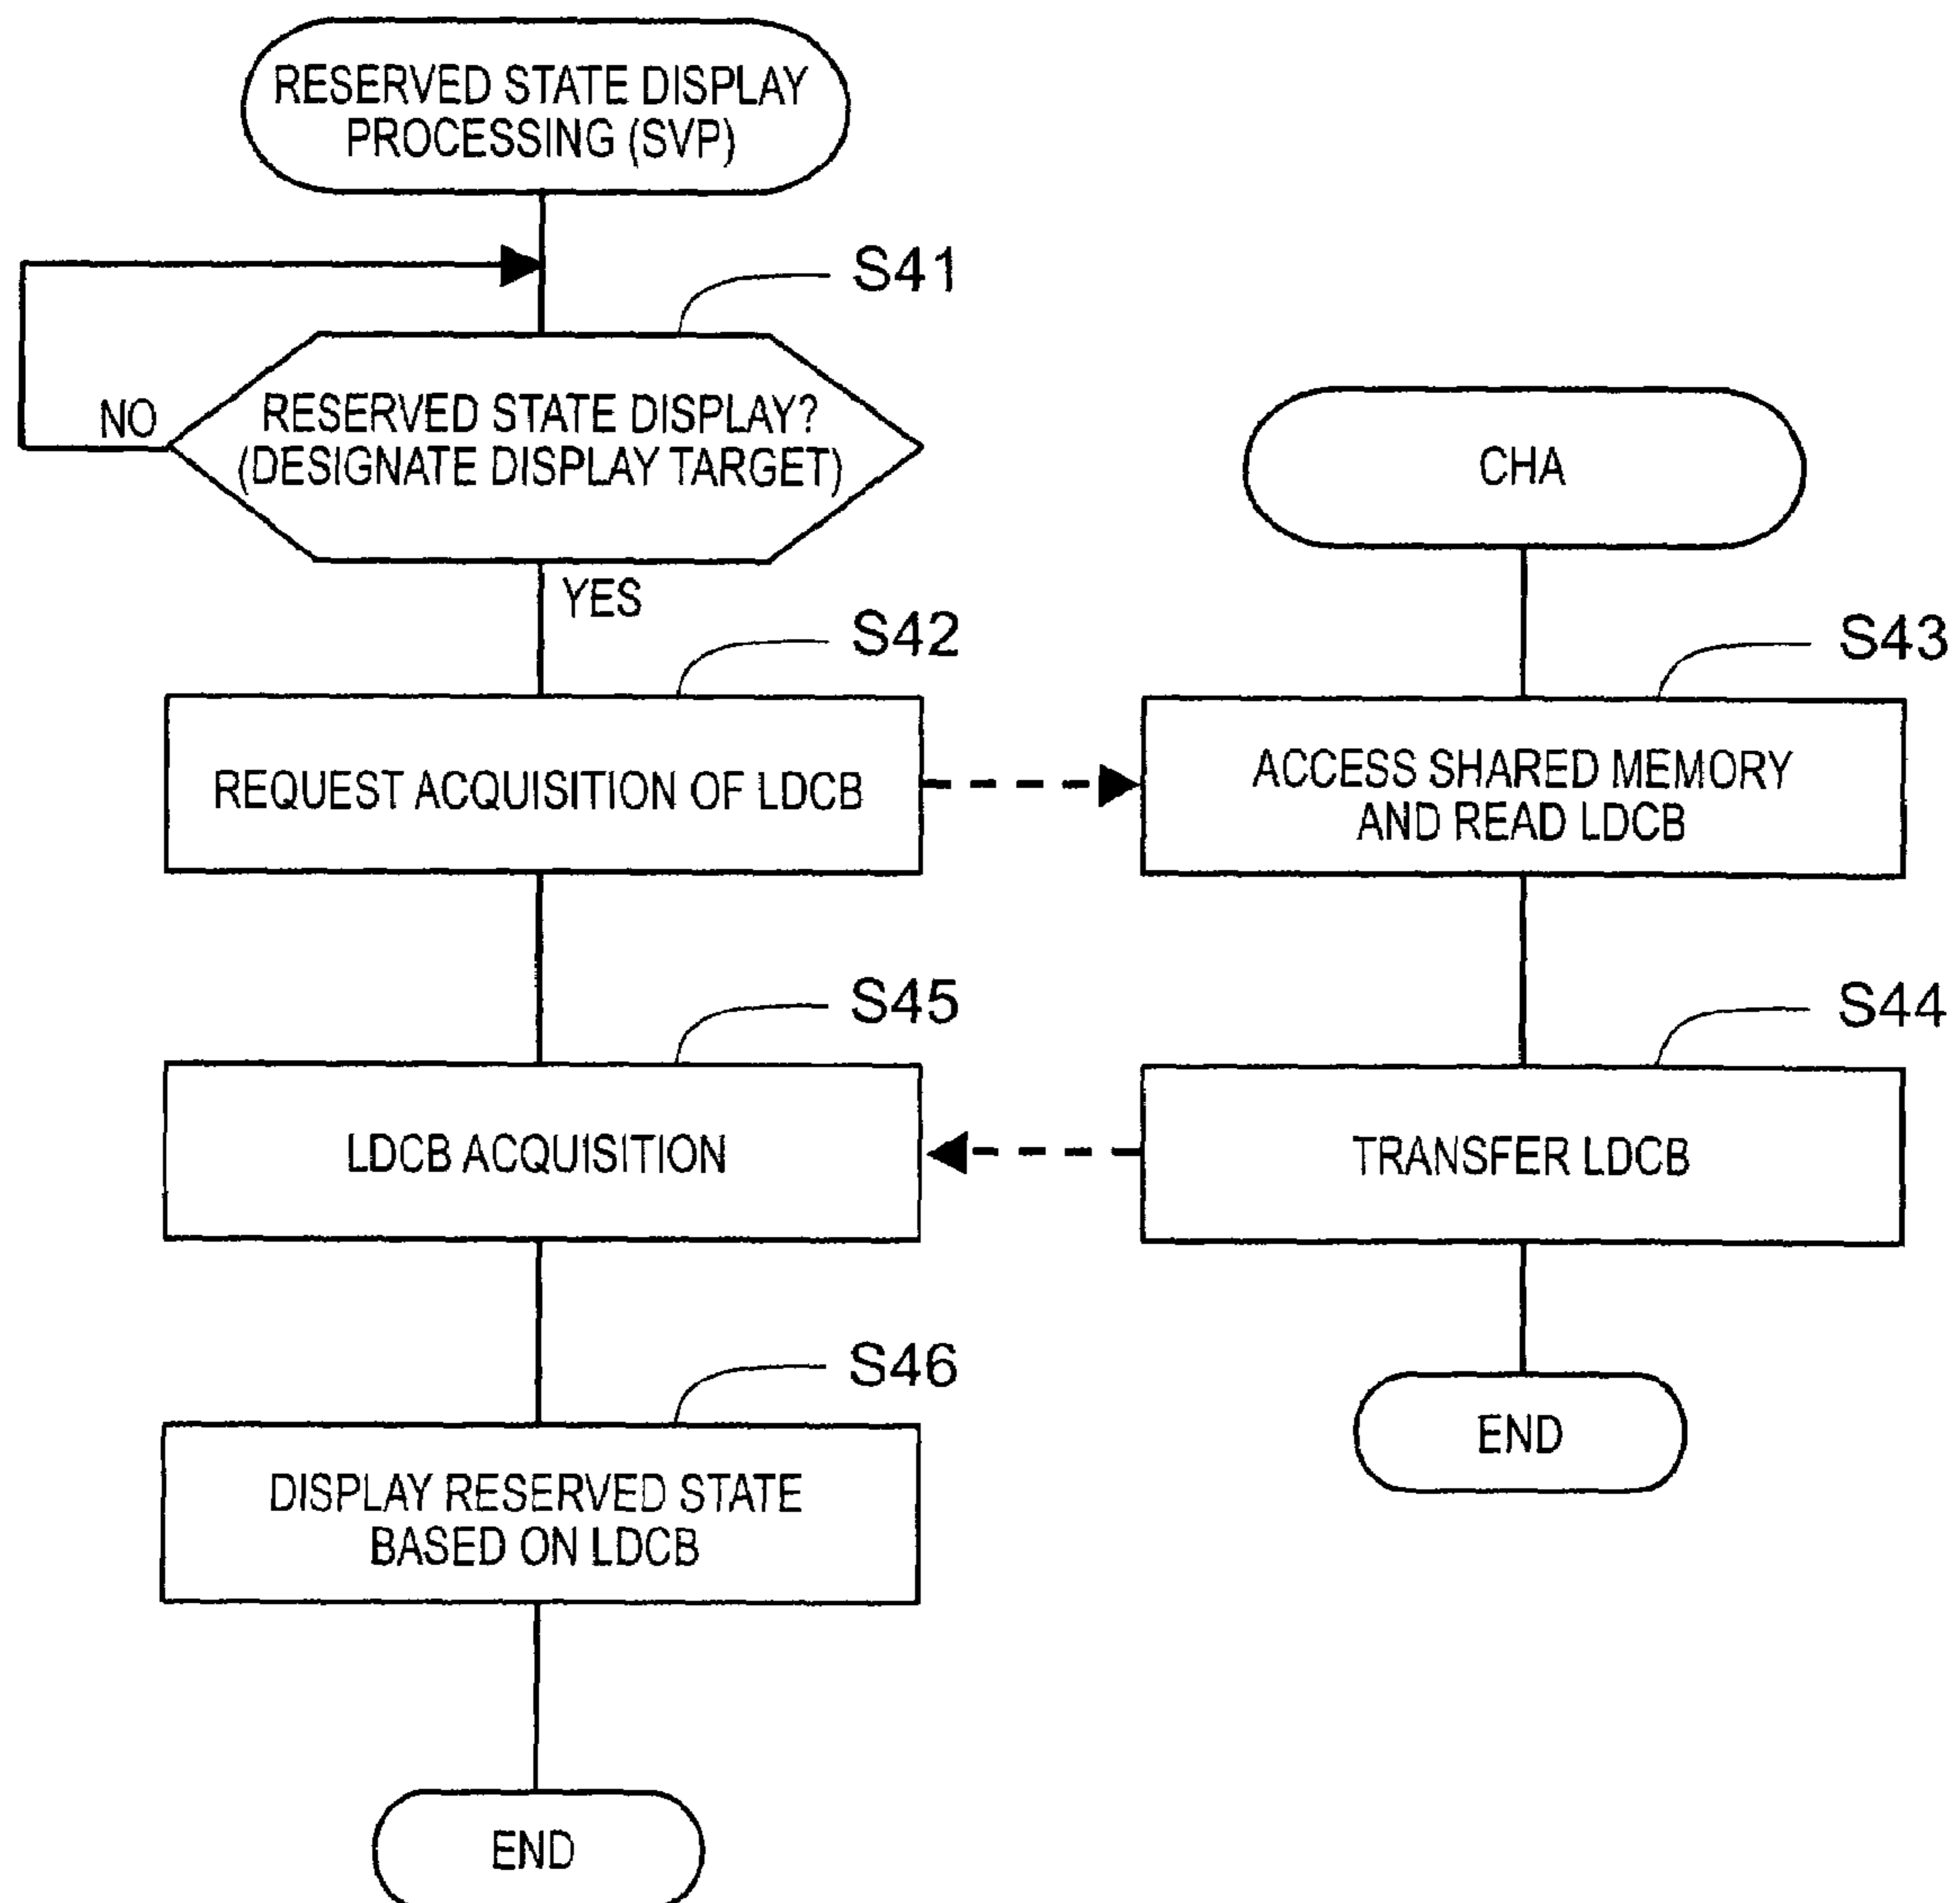 RESERVED STATE DISPLAY
PROCESSING (SVP)
S41
NO
RESERVED STATE DISPLAY?
(DESIGNATE DISPLAY TARGET)
YES
S42
REQUEST ACQUISITION OF LDCB
S45
LDCB ACQUISITION
S46
DISPLAY RESERVED STATE
BASED ON LDCB
END
CHA
S43
ACCESS SHARED MEMORY
AND READ LDCB
S44
TRANSFER LDCB
END